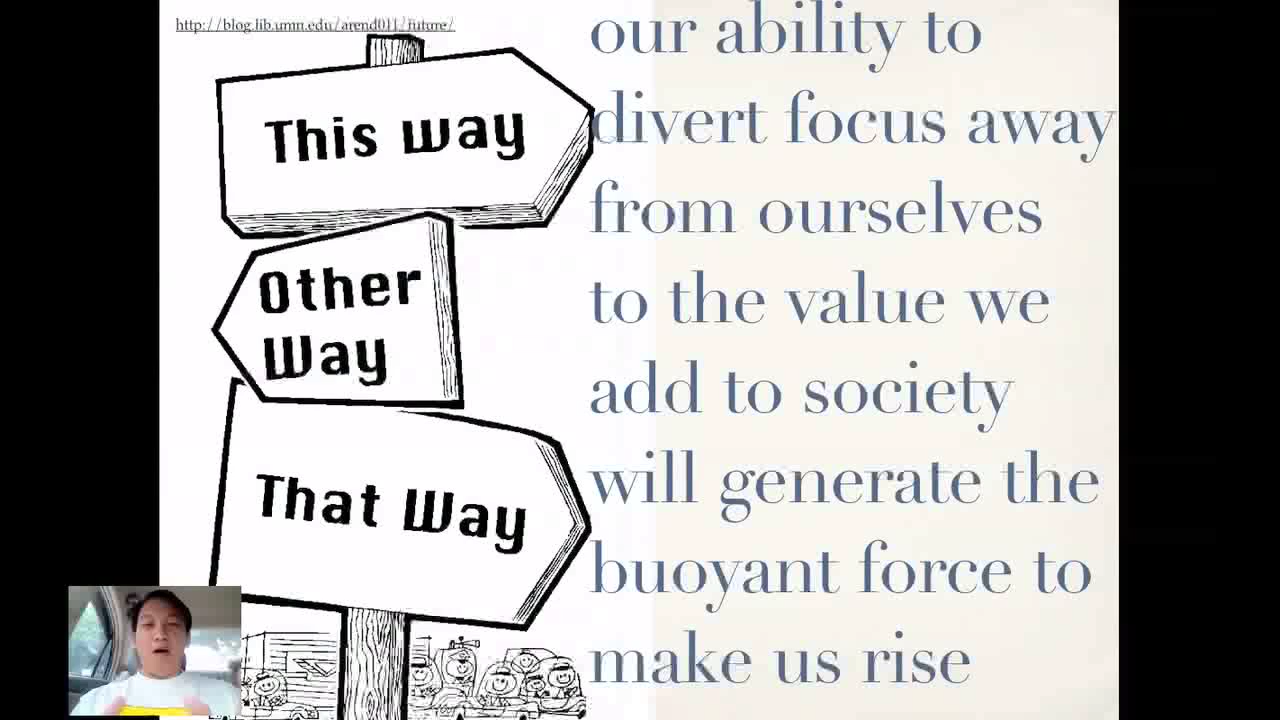 http://blog.lib.umn.edu/arend011/future/
This way
Other
Way
That Way
our ability to
divert focus away
from ourselves
to the value we
add to society
will generate the
buoyant force to
make us rise